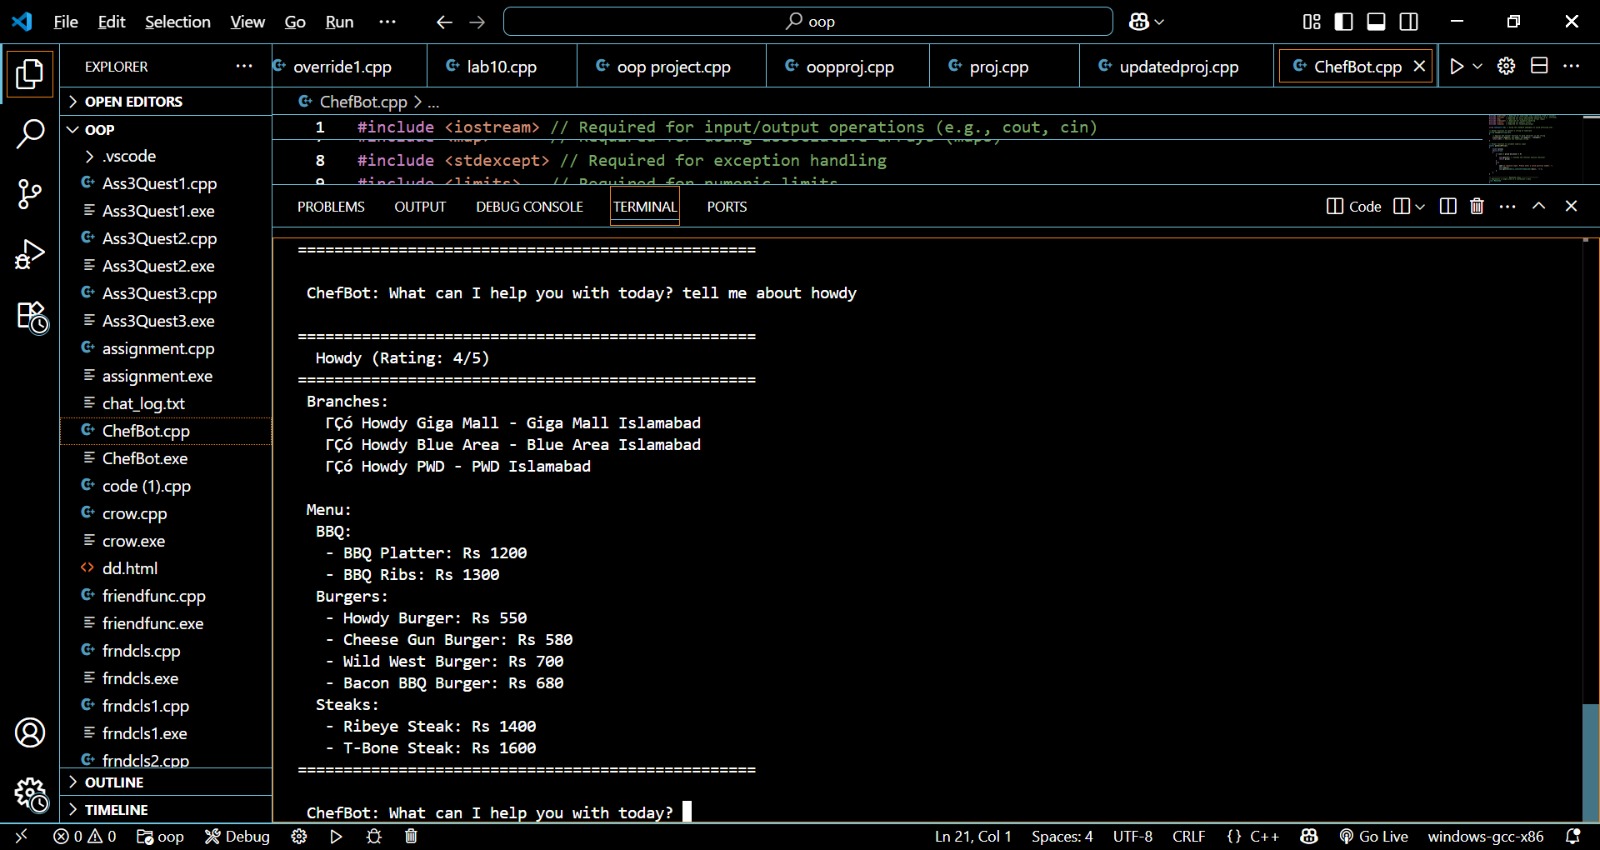 File Edit Selection View Go Run ··· oop
EXPLORER ···
override1.cpp lab10.cpp oop project.cpp oopproj.cpp proj.cpp updatedproj.cpp ChefBot.cpp
OPEN EDITORS
OOP
.vscode
Ass3Quest1.cpp
Ass3Quest1.exe
Ass3Quest2.cpp
Ass3Quest2.exe
Ass3Quest3.cpp
Ass3Quest3.exe
assignment.cpp
assignment.exe
chat_log.txt
ChefBot.cpp
ChefBot.exe
code (1).cpp
crow.cpp
crow.exe
dd.html
friendfunc.cpp
friendfunc.exe
frndcls.cpp
frndcls.exe
frndcls1.cpp
frndcls1.exe
frndcls2.cpp
OUTLINE
TIMELINE
ChefBot.cpp > ...
1 #include <iostream> // Required for input/output operations (e.g., cout, cin)
8 #include <stdexcept> // Required for exception handling
9 #include <limits> // Required for numeric limits
PROBLEMS OUTPUT DEBUG CONSOLE TERMINAL PORTS Code ···
==================================================
ChefBot: What can I help you with today? tell me about howdy
==================================================
Howdy (Rating: 4/5)
==================================================
Branches:
ΓÇó Howdy Giga Mall - Giga Mall Islamabad
ΓÇó Howdy Blue Area - Blue Area Islamabad
ΓÇó Howdy PWD - PWD Islamabad
Menu:
BBQ:
- BBQ Platter: Rs 1200
- BBQ Ribs: Rs 1300
Burgers:
- Howdy Burger: Rs 550
- Cheese Gun Burger: Rs 580
- Wild West Burger: Rs 700
- Bacon BBQ Burger: Rs 680
Steaks:
- Ribeye Steak: Rs 1400
- T-Bone Steak: Rs 1600
==================================================
ChefBot: What can I help you with today?
0 0 oop Debug Ln 21, Col 1 Spaces: 4 UTF-8 CRLF {} C++ Go Live windows-gcc-x86